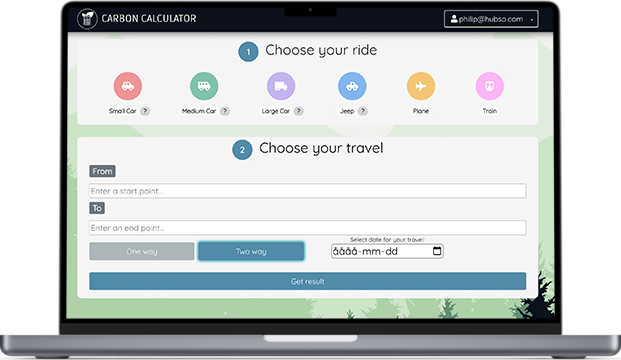 CARBON CALCULATOR
philip@hubso.com
1 Choose your ride
Small Car ?
Medium Car ?
Large Car ?
Jeep ?
Plane
Train
2 Choose your travel
From
Enter a start point...
To
Enter an end point...
One way
Two way
Select date for your travel:
åååå-mm-dd
Get result